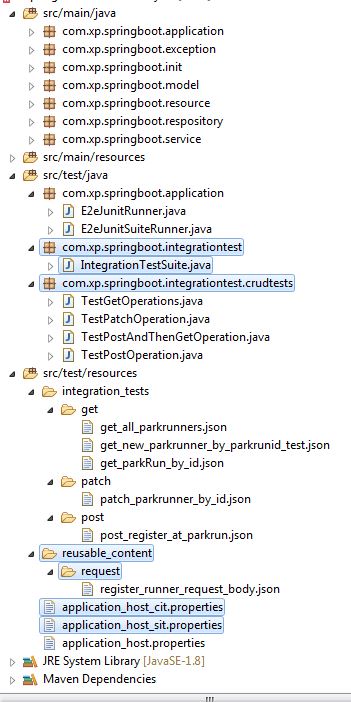 src/main/java
com.xp.springboot.application
com.xp.springboot.exception
com.xp.springboot.init
com.xp.springboot.model
com.xp.springboot.resource
com.xp.springboot.respository
com.xp.springboot.service
src/main/resources
src/test/java
com.xp.springboot.application
E2eJunitRunner.java
E2eJunitSuiteRunner.java
com.xp.springboot.integrationtest
IntegrationTestSuite.java
com.xp.springboot.integrationtest.crudtests
TestGetOperations.java
TestPatchOperation.java
TestPostAndThenGetOperation.java
TestPostOperation.java
src/test/resources
integration_tests
get
get_all_parkrunners.json
get_new_parkrunner_by_parkrunid_test.json
get_parkRun_by_id.json
patch
patch_parkrunner_by_id.json
post
post_register_at_parkrun.json
reusable_content
request
register_runner_request_body.json
application_host_cit.properties
application_host_sit.properties
application_host.properties
JRE System Library [JavaSE-1.8]
Maven Dependencies